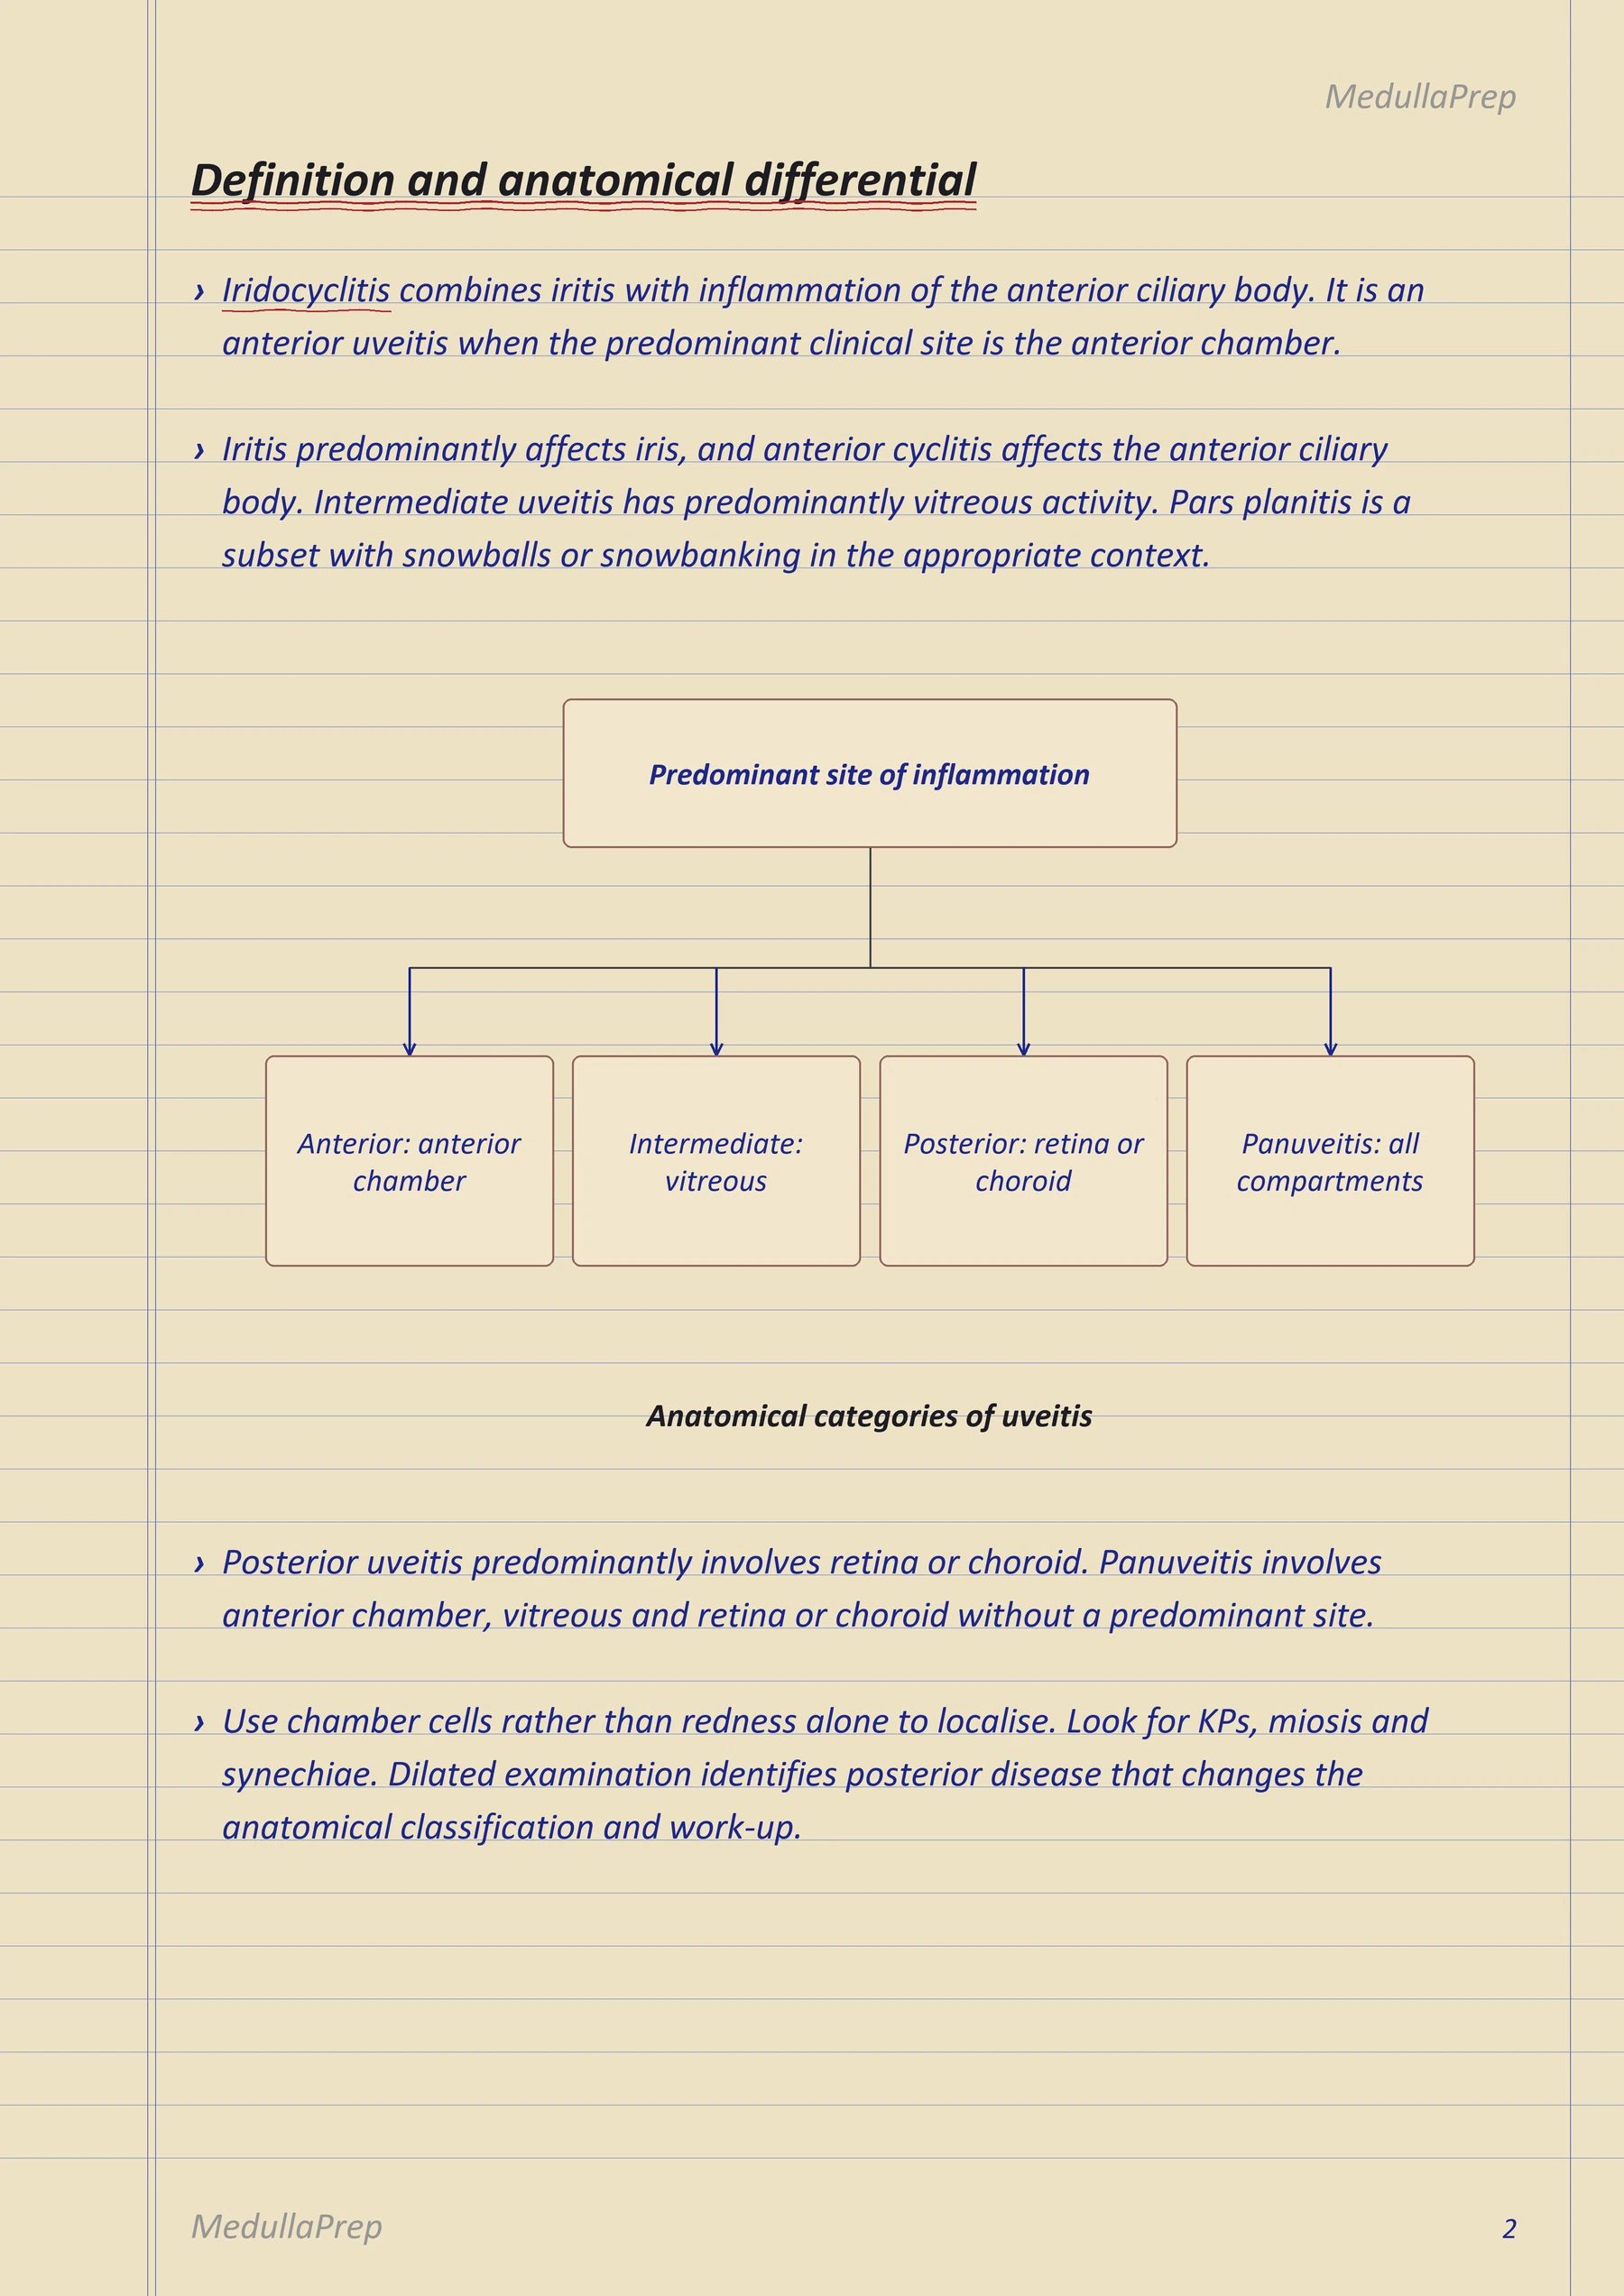 MedullaPrep
Definition and anatomical differential
› Iridocyclitis combines iritis with inflammation of the anterior ciliary body. It is an
anterior uveitis when the predominant clinical site is the anterior chamber.
› Iritis predominantly affects iris, and anterior cyclitis affects the anterior ciliary
body. Intermediate uveitis has predominantly vitreous activity. Pars planitis is a
subset with snowballs or snowbanking in the appropriate context.
Predominant site of inflammation
Anterior: anterior
chamber
Intermediate:
vitreous
Posterior: retina or
choroid
Panuveitis: all
compartments
Anatomical categories of uveitis
› Posterior uveitis predominantly involves retina or choroid. Panuveitis involves
anterior chamber, vitreous and retina or choroid without a predominant site.
› Use chamber cells rather than redness alone to localise. Look for KPs, miosis and
synechiae. Dilated examination identifies posterior disease that changes the
anatomical classification and work-up.
MedullaPrep
2